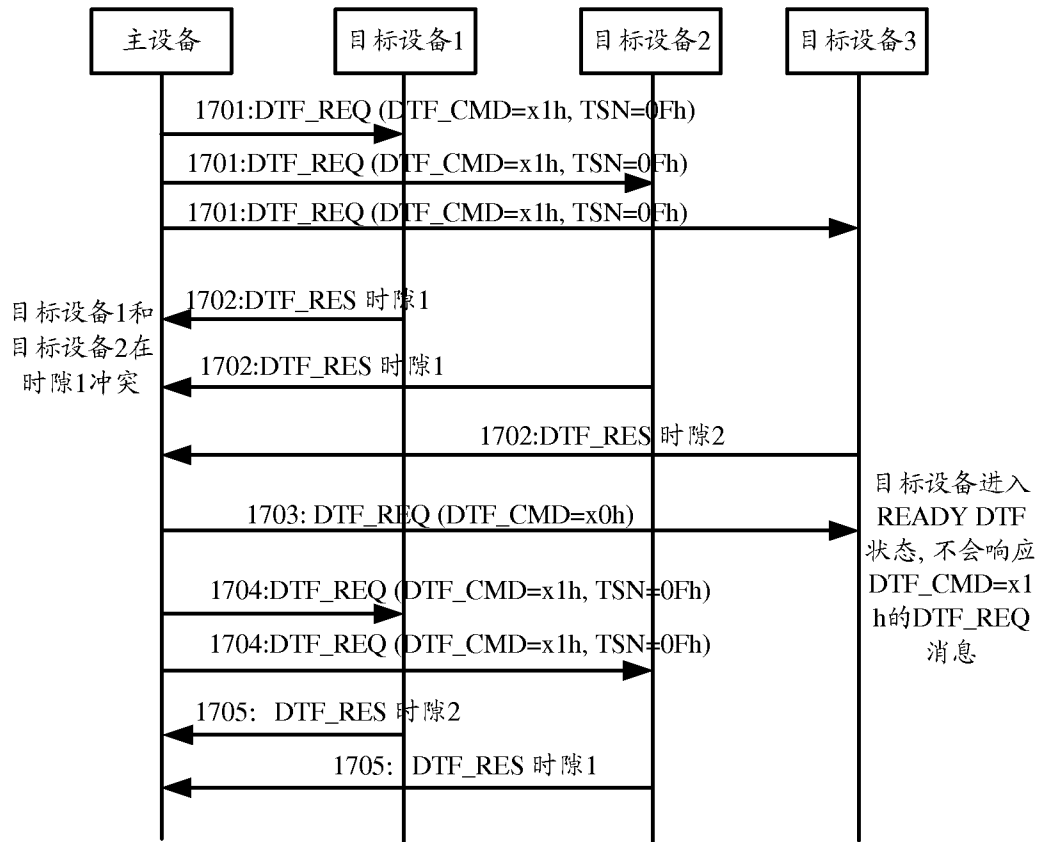 主设备
目标设备1
目标设备2
目标设备3
1701:DTF_REQ (DTF_CMD=x1h, TSN=0Fh)
1701:DTF_REQ (DTF_CMD=x1h, TSN=0Fh)
1701:DTF_REQ (DTF_CMD=x1h, TSN=0Fh)
1702:DTF_RES 时隙1
目标设备1和
目标设备2在
时隙1冲突
1702:DTF_RES 时隙1
1702:DTF_RES 时隙2
1703: DTF_REQ (DTF_CMD=x0h)
目标设备进入
READY DTF
状态, 不会响应
DTF_CMD=x1
h的DTF_REQ
消息
1704:DTF_REQ (DTF_CMD=x1h, TSN=0Fh)
1704:DTF_REQ (DTF_CMD=x1h, TSN=0Fh)
1705: DTF_RES 时隙2
1705: DTF_RES 时隙1